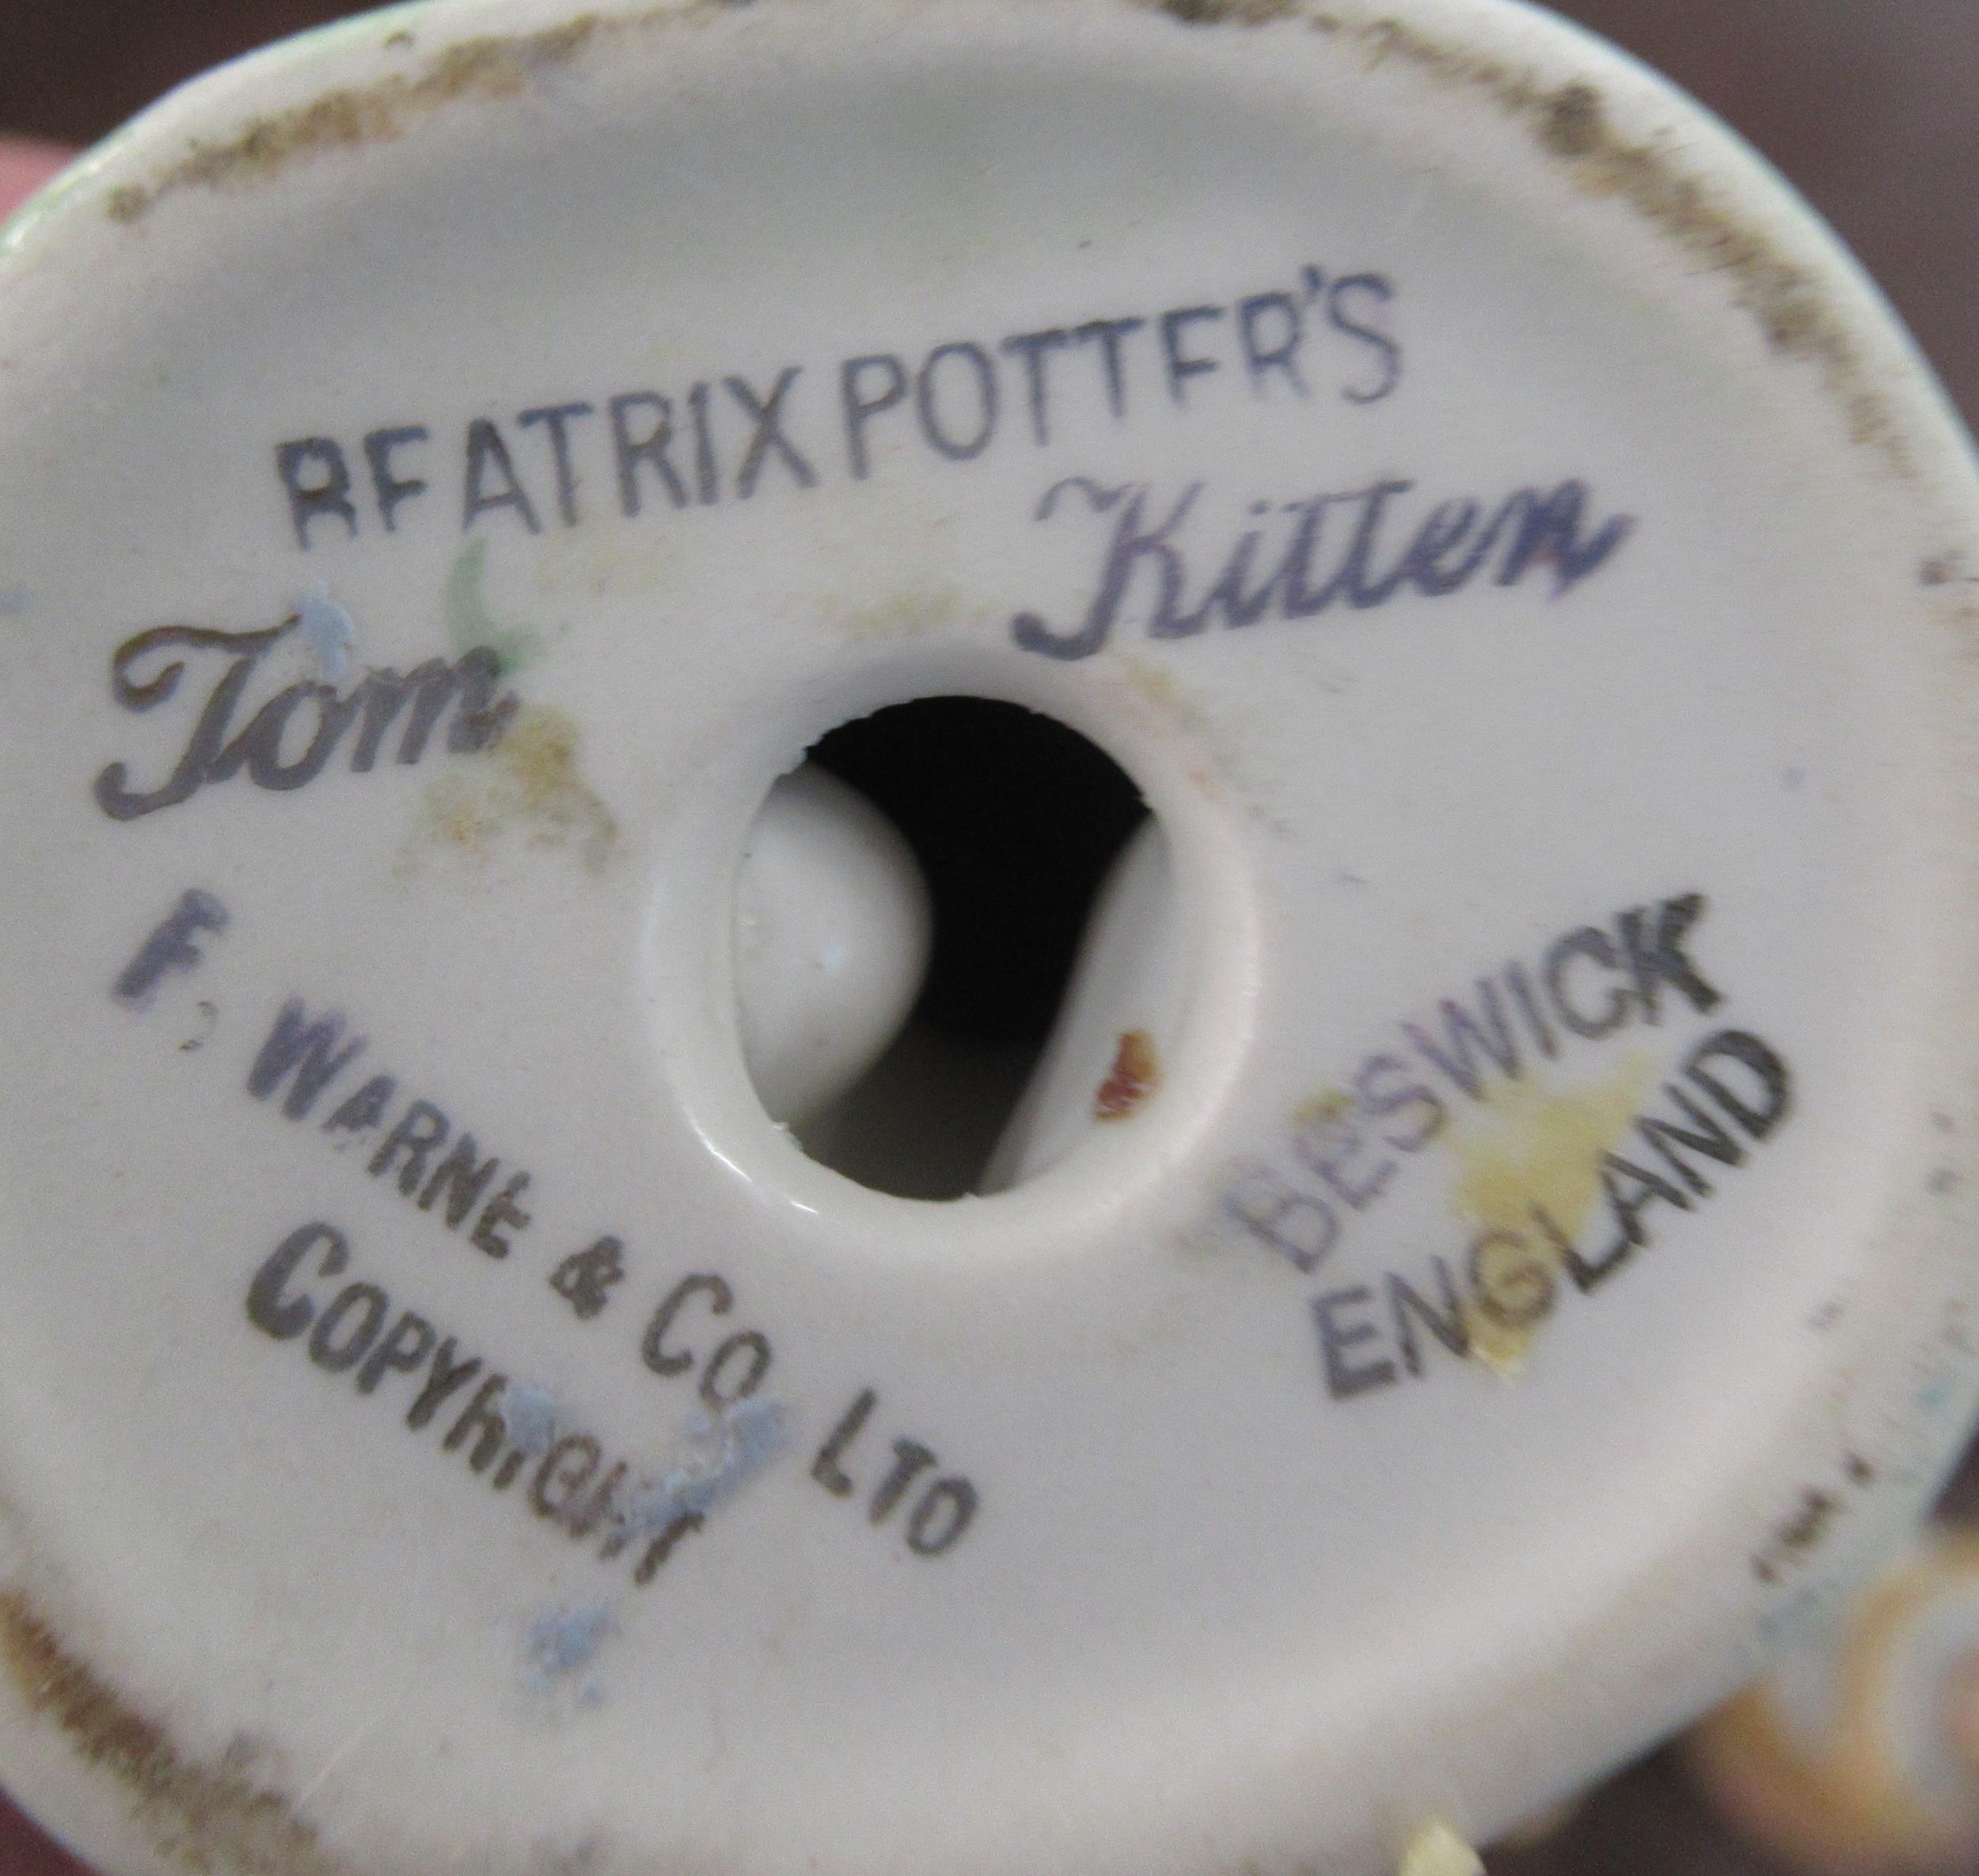 BEATRIX POTTER'S
Tom Kitten
F. WARNE & CO LTD
COPYRIGHT
BESWICK
ENGLAND